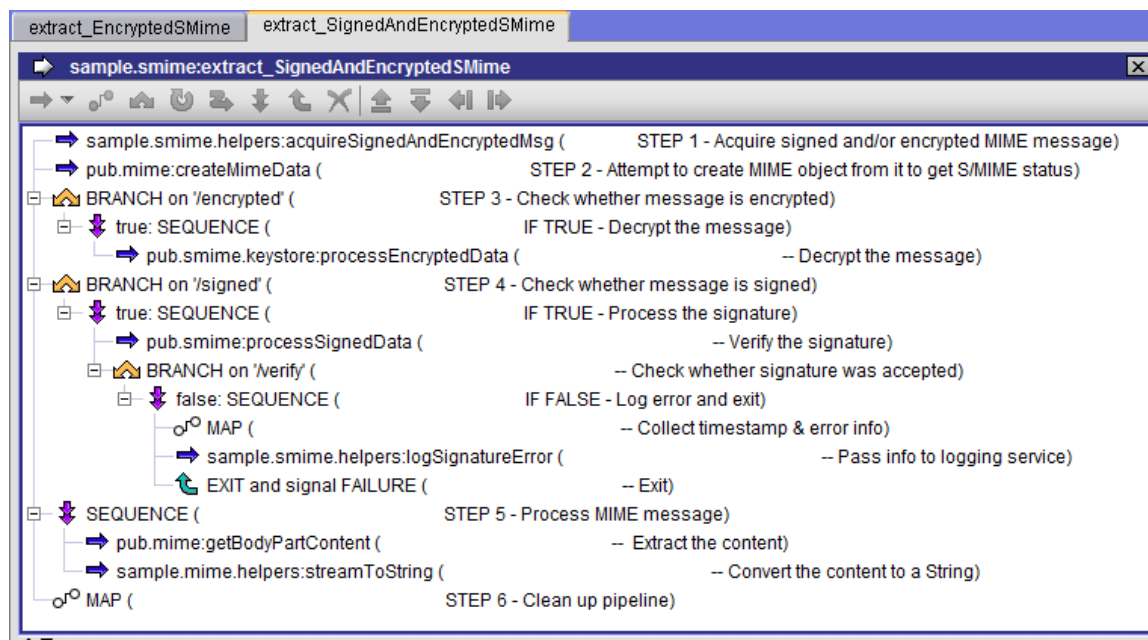 extract_EncryptedSMime extract_SignedAndEncryptedSMime
sample.smime:extract_SignedAndEncryptedSMime
sample.smime.helpers:acquireSignedAndEncryptedMsg ( STEP 1 - Acquire signed and/or encrypted MIME message)
pub.mime:createMimeData ( STEP 2 - Attempt to create MIME object from it to get S/MIME status)
BRANCH on '/encrypted' ( STEP 3 - Check whether message is encrypted)
true: SEQUENCE ( IF TRUE - Decrypt the message)
pub.smime.keystore:processEncryptedData ( -- Decrypt the message)
BRANCH on '/signed' ( STEP 4 - Check whether message is signed)
true: SEQUENCE ( IF TRUE - Process the signature)
pub.smime:processSignedData ( -- Verify the signature)
BRANCH on '/verify' ( -- Check whether signature was accepted)
false: SEQUENCE ( IF FALSE - Log error and exit)
MAP ( -- Collect timestamp & error info)
sample.smime.helpers:logSignatureError ( -- Pass info to logging service)
EXIT and signal FAILURE ( -- Exit)
SEQUENCE ( STEP 5 - Process MIME message)
pub.mime:getBodyPartContent ( -- Extract the content)
sample.mime.helpers:streamToString ( -- Convert the content to a String)
MAP ( STEP 6 - Clean up pipeline)